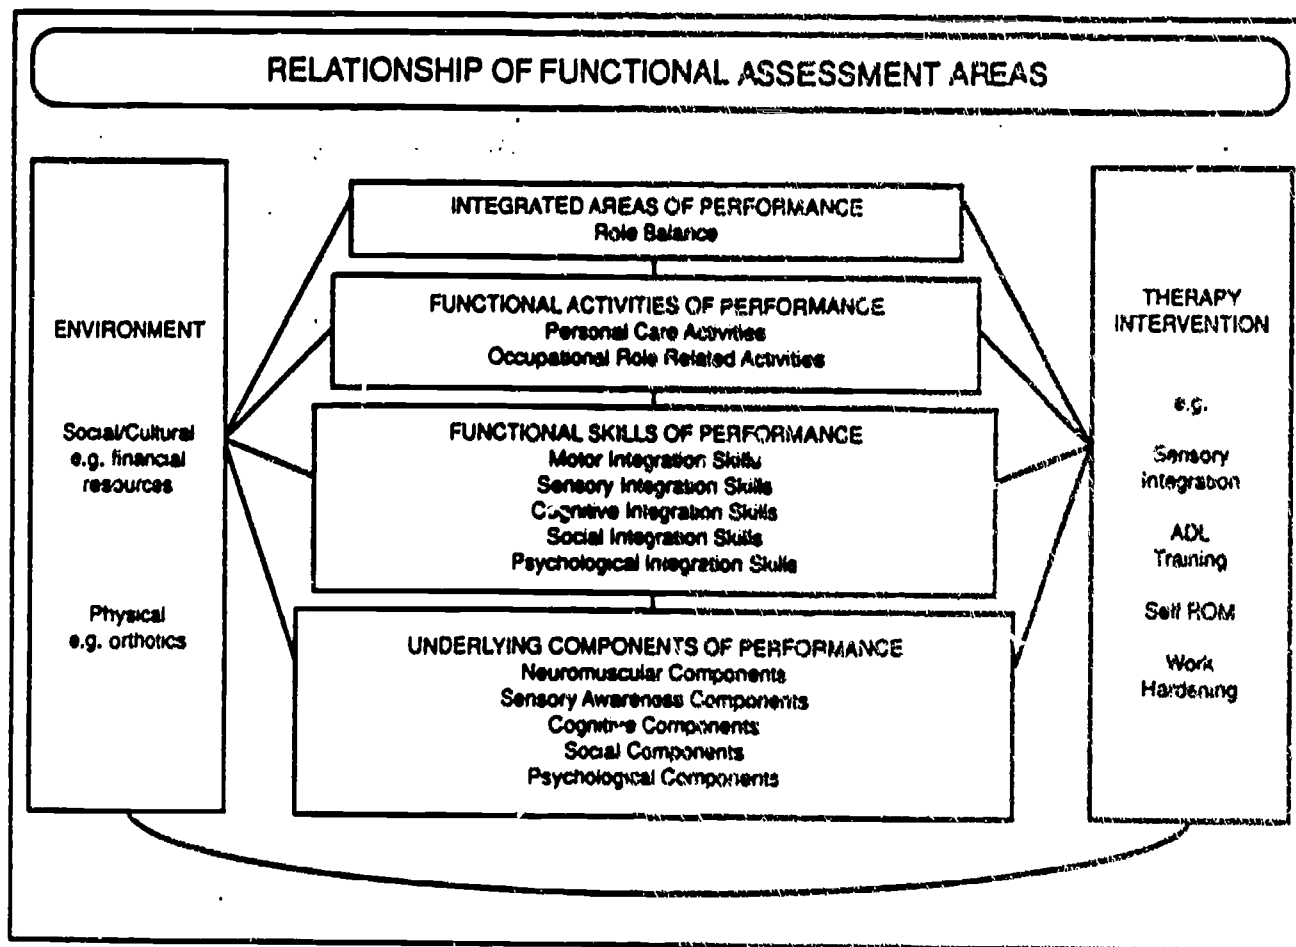 RELATIONSHIP OF FUNCTIONAL ASSESSMENT AREAS
ENVIRONMENT
Social/Cultural
e.g. financial
resources
Physical
e.g. orthotics
INTEGRATED AREAS OF PERFORMANCE
Role Balance
FUNCTIONAL ACTIVITIES OF PERFORMANCE
Personal Care Activities
Occupational Role Related Activities
FUNCTIONAL SKILLS OF PERFORMANCE
Motor Integration Skills
Sensory Integration Skills
Cognitive Integration Skills
Social Integration Skills
Psychological Integration Skills
UNDERLYING COMPONENTS OF PERFORMANCE
Neuromuscular Components
Sensory Awareness Components
Cognitive Components
Social Components
Psychological Components
THERAPY
INTERVENTION
e.g.
Sensory
Integration
ADL
Training
Self ROM
Work
Hardening